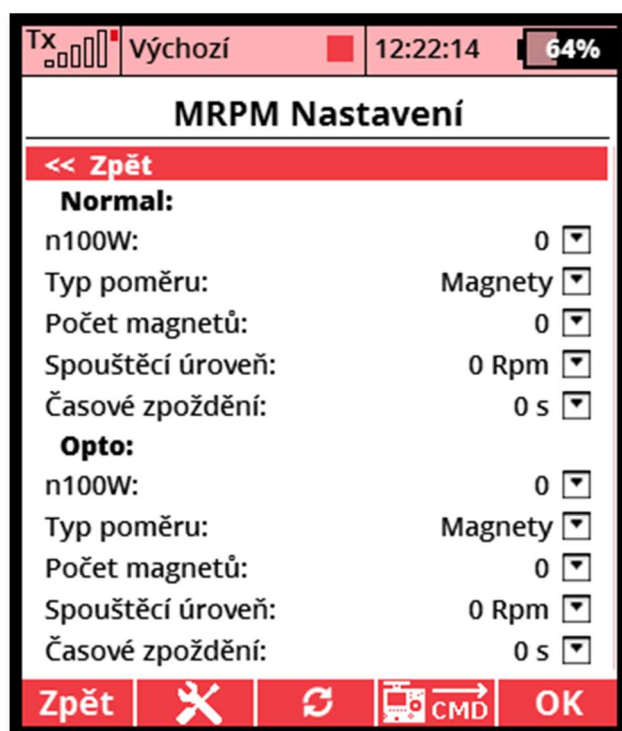 Tx Výchozí 12:22:14 64%
MRPM Nastavení
<< Zpět
Normal:
n100W: 0
Typ poměru: Magnety
Počet magnetů: 0
Spouštěcí úroveň: 0 Rpm
Časové zpoždění: 0 s
Opto:
n100W: 0
Typ poměru: Magnety
Počet magnetů: 0
Spouštěcí úroveň: 0 Rpm
Časové zpoždění: 0 s
Zpět CMD OK